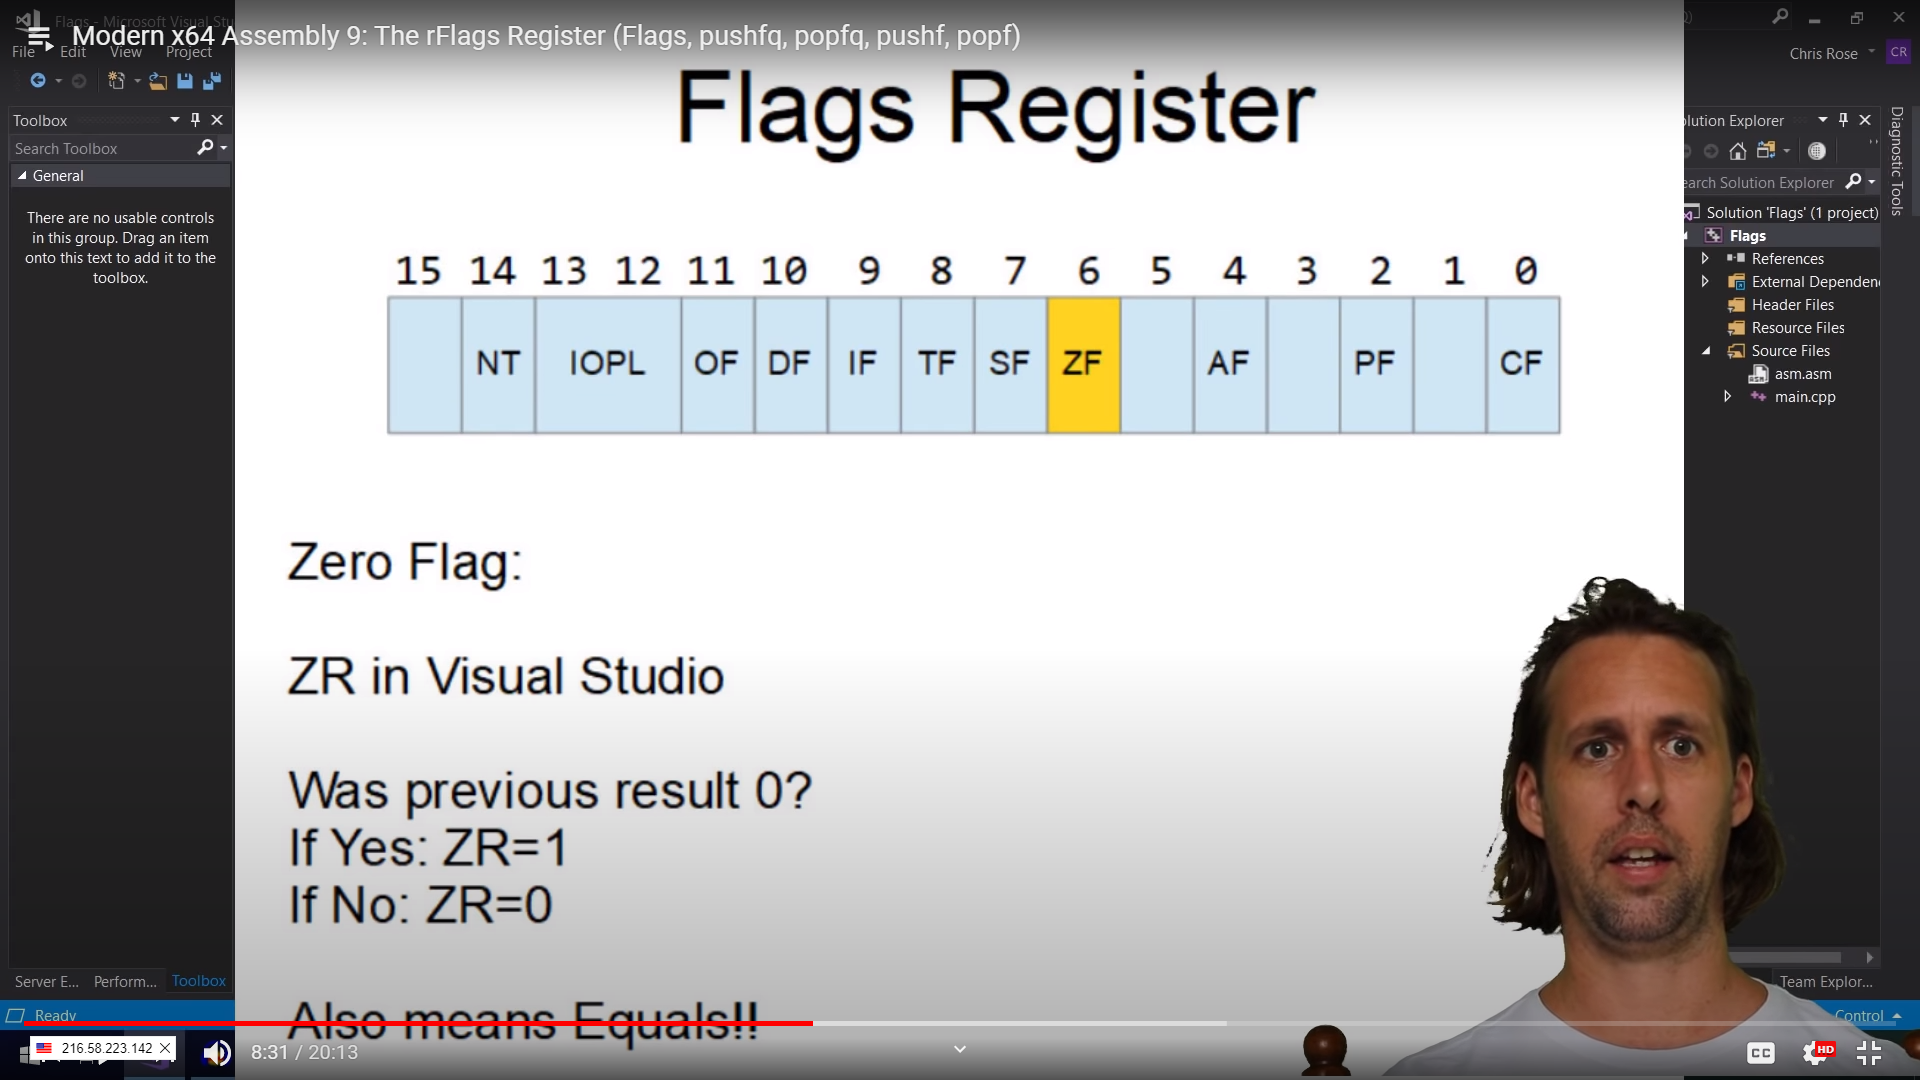 Flags - Microsoft Visual Stu
Modern x64 Assembly 9: The rFlags Register (Flags, pushfq, popfq, pushf, popf)
File Edit View Project
Chris Rose CR
Toolbox
Search Toolbox
General
There are no usable controls
in this group. Drag an item
onto this text to add it to the
toolbox.
Server E... Perform... Toolbox
Ready
Flags Register
15 14 13 12 11 10 9 8 7 6 5 4 3 2 1 0
NT IOPL OF DF IF TF SF ZF AF PF CF
Zero Flag:
ZR in Visual Studio
Was previous result 0?
If Yes: ZR=1
If No: ZR=0
Also means Equals!!
olution Explorer
earch Solution Explorer
Solution 'Flags' (1 project)
Flags
References
External Dependen
Header Files
Resource Files
Source Files
asm.asm
main.cpp
Diagnostic Tools
Team Explor...
Control
216.58.223.142
8:31 / 20:13
CC
HD